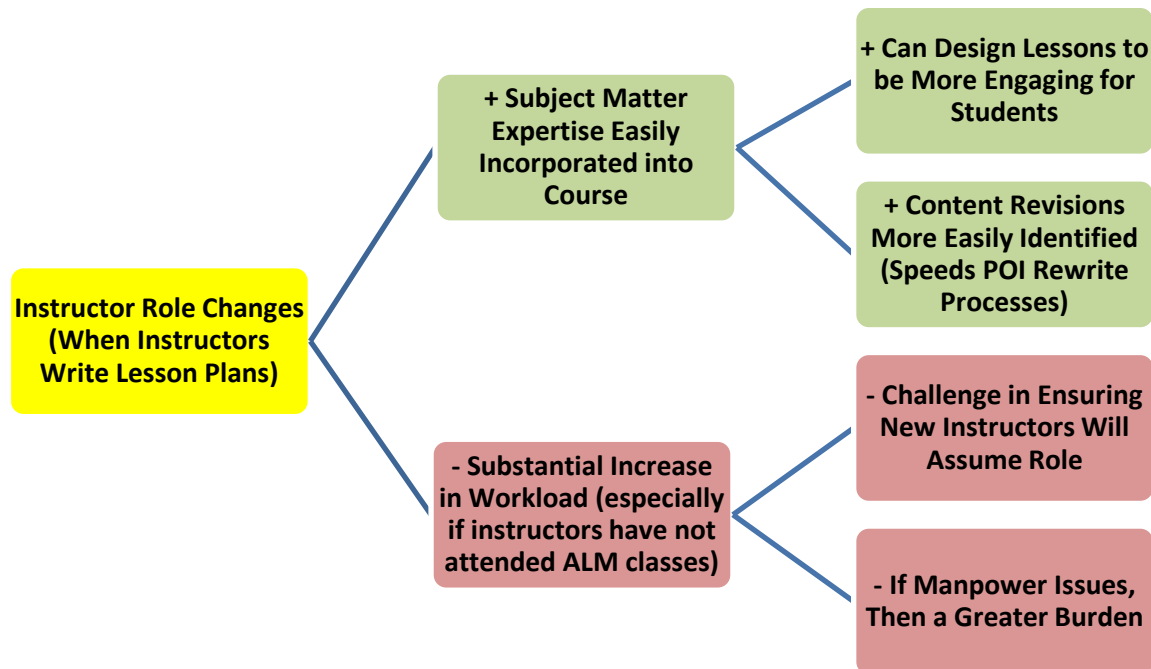 Instructor Role Changes
(When Instructors
Write Lesson Plans)
+ Subject Matter
Expertise Easily
Incorporated into
Course
+ Can Design Lessons to
be More Engaging for
Students
+ Content Revisions
More Easily Identified
(Speeds POI Rewrite
Processes)
- Substantial Increase
in Workload (especially
if instructors have not
attended ALM classes)
- Challenge in Ensuring
New Instructors Will
Assume Role
- If Manpower Issues,
Then a Greater Burden